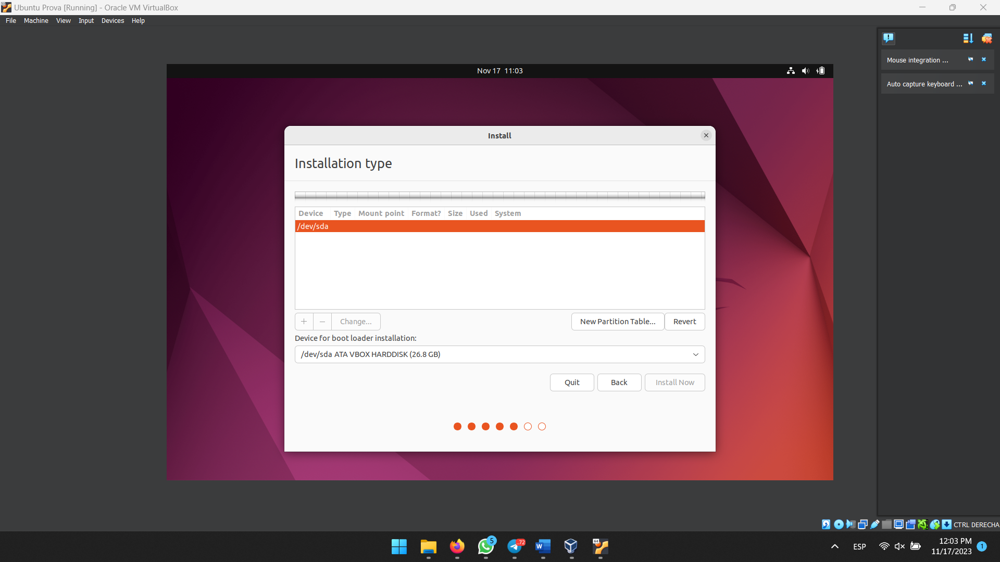 Ubuntu Prova [Running] - Oracle VM VirtualBox
File Machine View Input Devices Help
Mouse integration ...
Auto capture keyboard ...
Nov 17 11:03
Install
Installation type
Device Type Mount point Format? Size Used System
/dev/sda
+ − Change... New Partition Table... Revert
Device for boot loader installation:
/dev/sda ATA VBOX HARDDISK (26.8 GB)
Quit Back Install Now
CTRL DERECHA
5
72
64
W
ESP
12:03 PM
11/17/2023
1